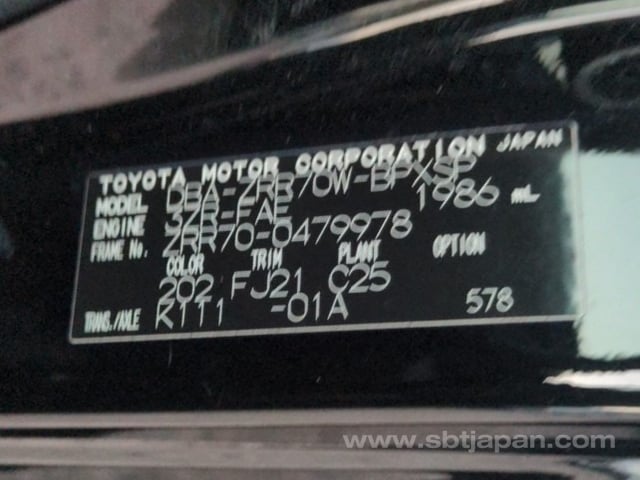 TOYOTA MOTOR CORPORATION JAPAN
MODEL DBA-ZRR70W-BPXSP
ENGINE 3ZR-FAE 1986 mL
FRAME No. ZRR70-0479978
COLOR TRIM PLANT OPTION
202 FJ21 C25
TRANS./AXLE K111 -01A 578
www.sbtjapan.com